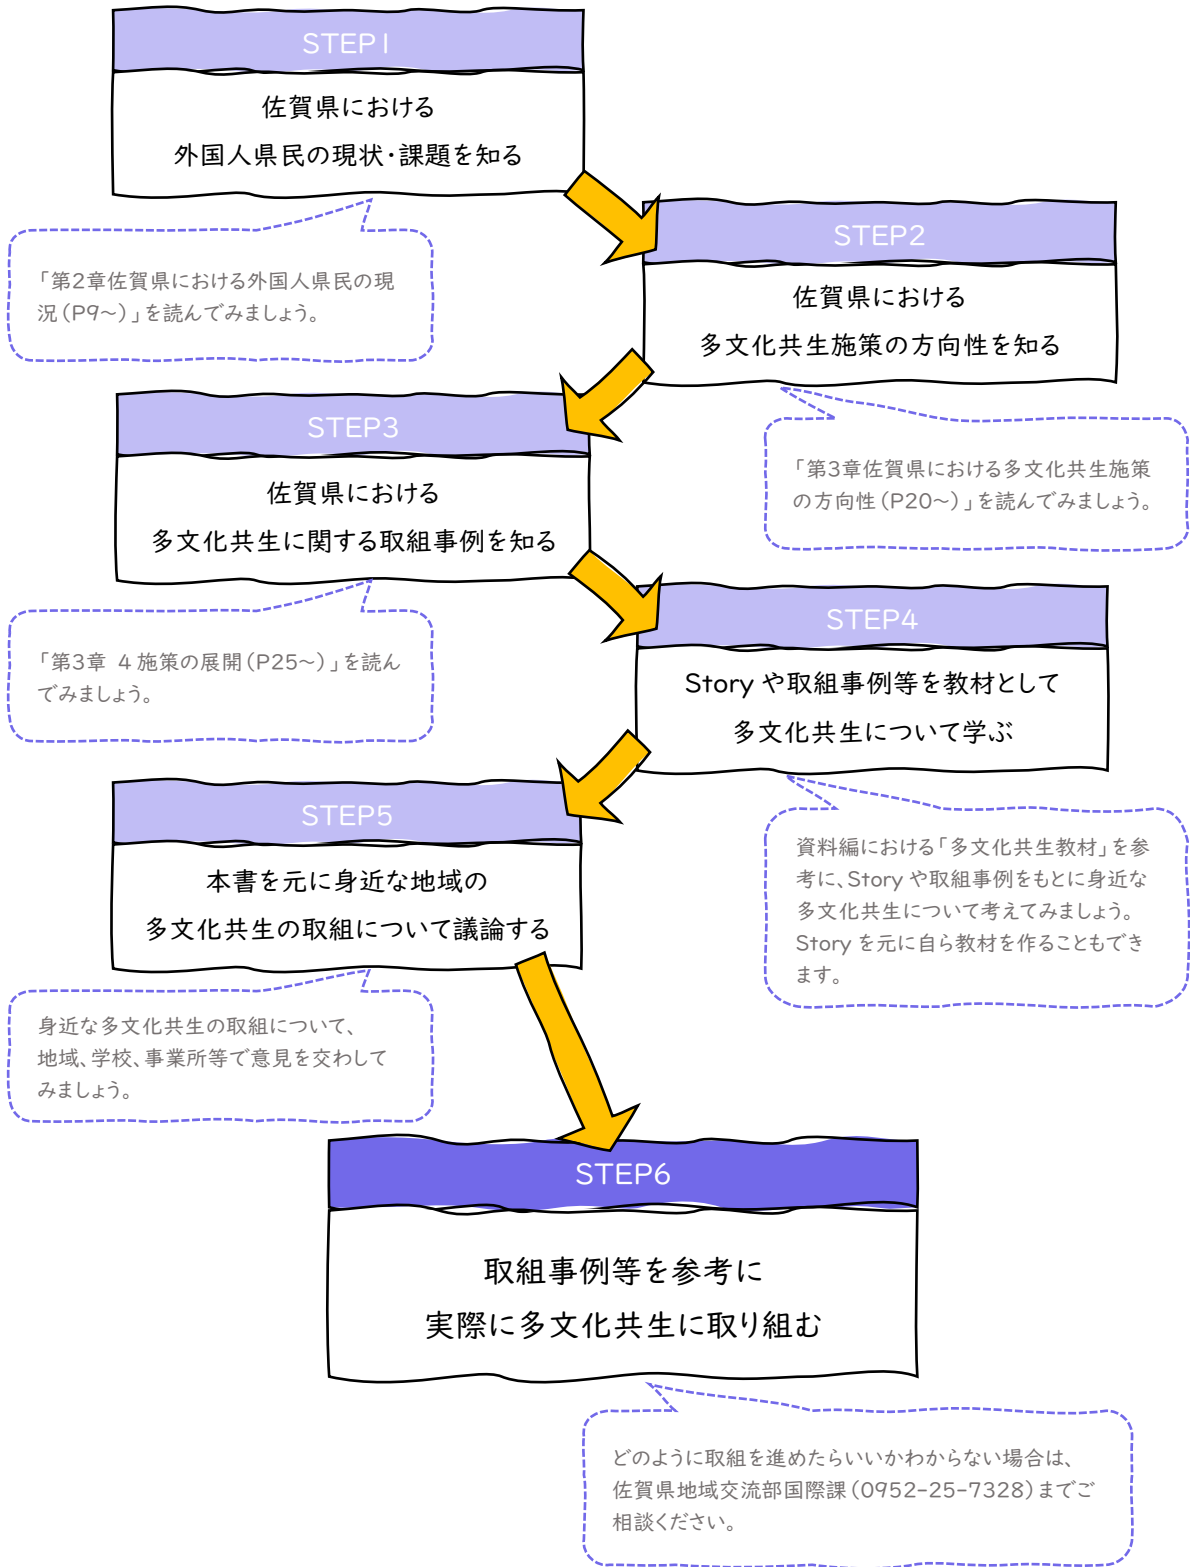 STEP1
佐賀県における
外国人県民の現状・課題を知る
「第2章佐賀県における外国人県民の現
況(P9～)」を読んでみましょう。
STEP2
佐賀県における
多文化共生施策の方向性を知る
「第3章佐賀県における多文化共生施策
の方向性(P20～)」を読んでみましょう。
STEP3
佐賀県における
多文化共生に関する取組事例を知る
「第3章 4 施策の展開(P25～)」を読ん
でみましょう。
STEP4
Story や取組事例等を教材として
多文化共生について学ぶ
資料編における「多文化共生教材」を参
考に、Story や取組事例をもとに身近な
多文化共生について考えてみましょう。
Story を元に自ら教材を作ることもでき
ます。
STEP5
本書を元に身近な地域の
多文化共生の取組について議論する
身近な多文化共生の取組について、
地域、学校、事業所等で意見を交わして
みましょう。
STEP6
取組事例等を参考に
実際に多文化共生に取り組む
どのように取組を進めたらいいかわからない場合は、
佐賀県地域交流部国際課(0952-25-7328)までご
相談ください。